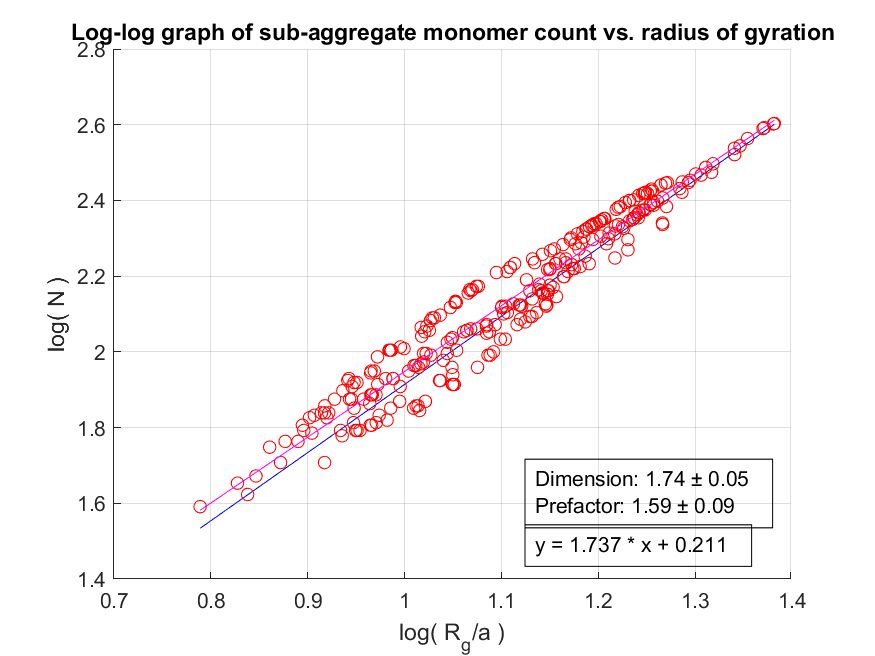 Log-log graph of sub-aggregate monomer count vs. radius of gyration
2.8
2.6
2.4
2.2
2
1.8
1.6
1.4
log( N )
Dimension: 1.74 ± 0.05
Prefactor: 1.59 ± 0.09
y = 1.737 * x + 0.211
0.7 0.8 0.9 1 1.1 1.2 1.3 1.4
log( R_g/a )